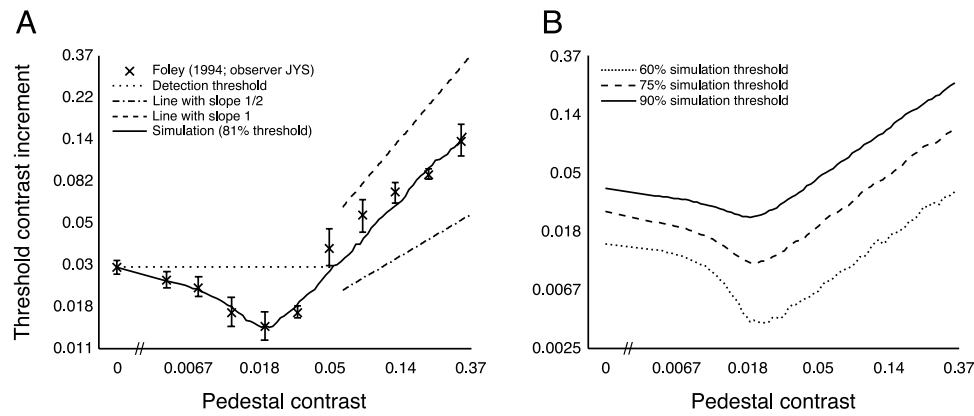 A
Threshold contrast increment
0.37
0.22
0.14
0.082
0.05
0.03
0.018
0.011
Foley (1994; observer JYS)
Detection threshold
Line with slope 1/2
Line with slope 1
Simulation (81% threshold)
0 // 0.0067 0.018 0.05 0.14 0.37
Pedestal contrast
B
0.37
0.14
0.05
0.018
0.0067
0.0025
60% simulation threshold
75% simulation threshold
90% simulation threshold
0 // 0.0067 0.018 0.05 0.14 0.37
Pedestal contrast